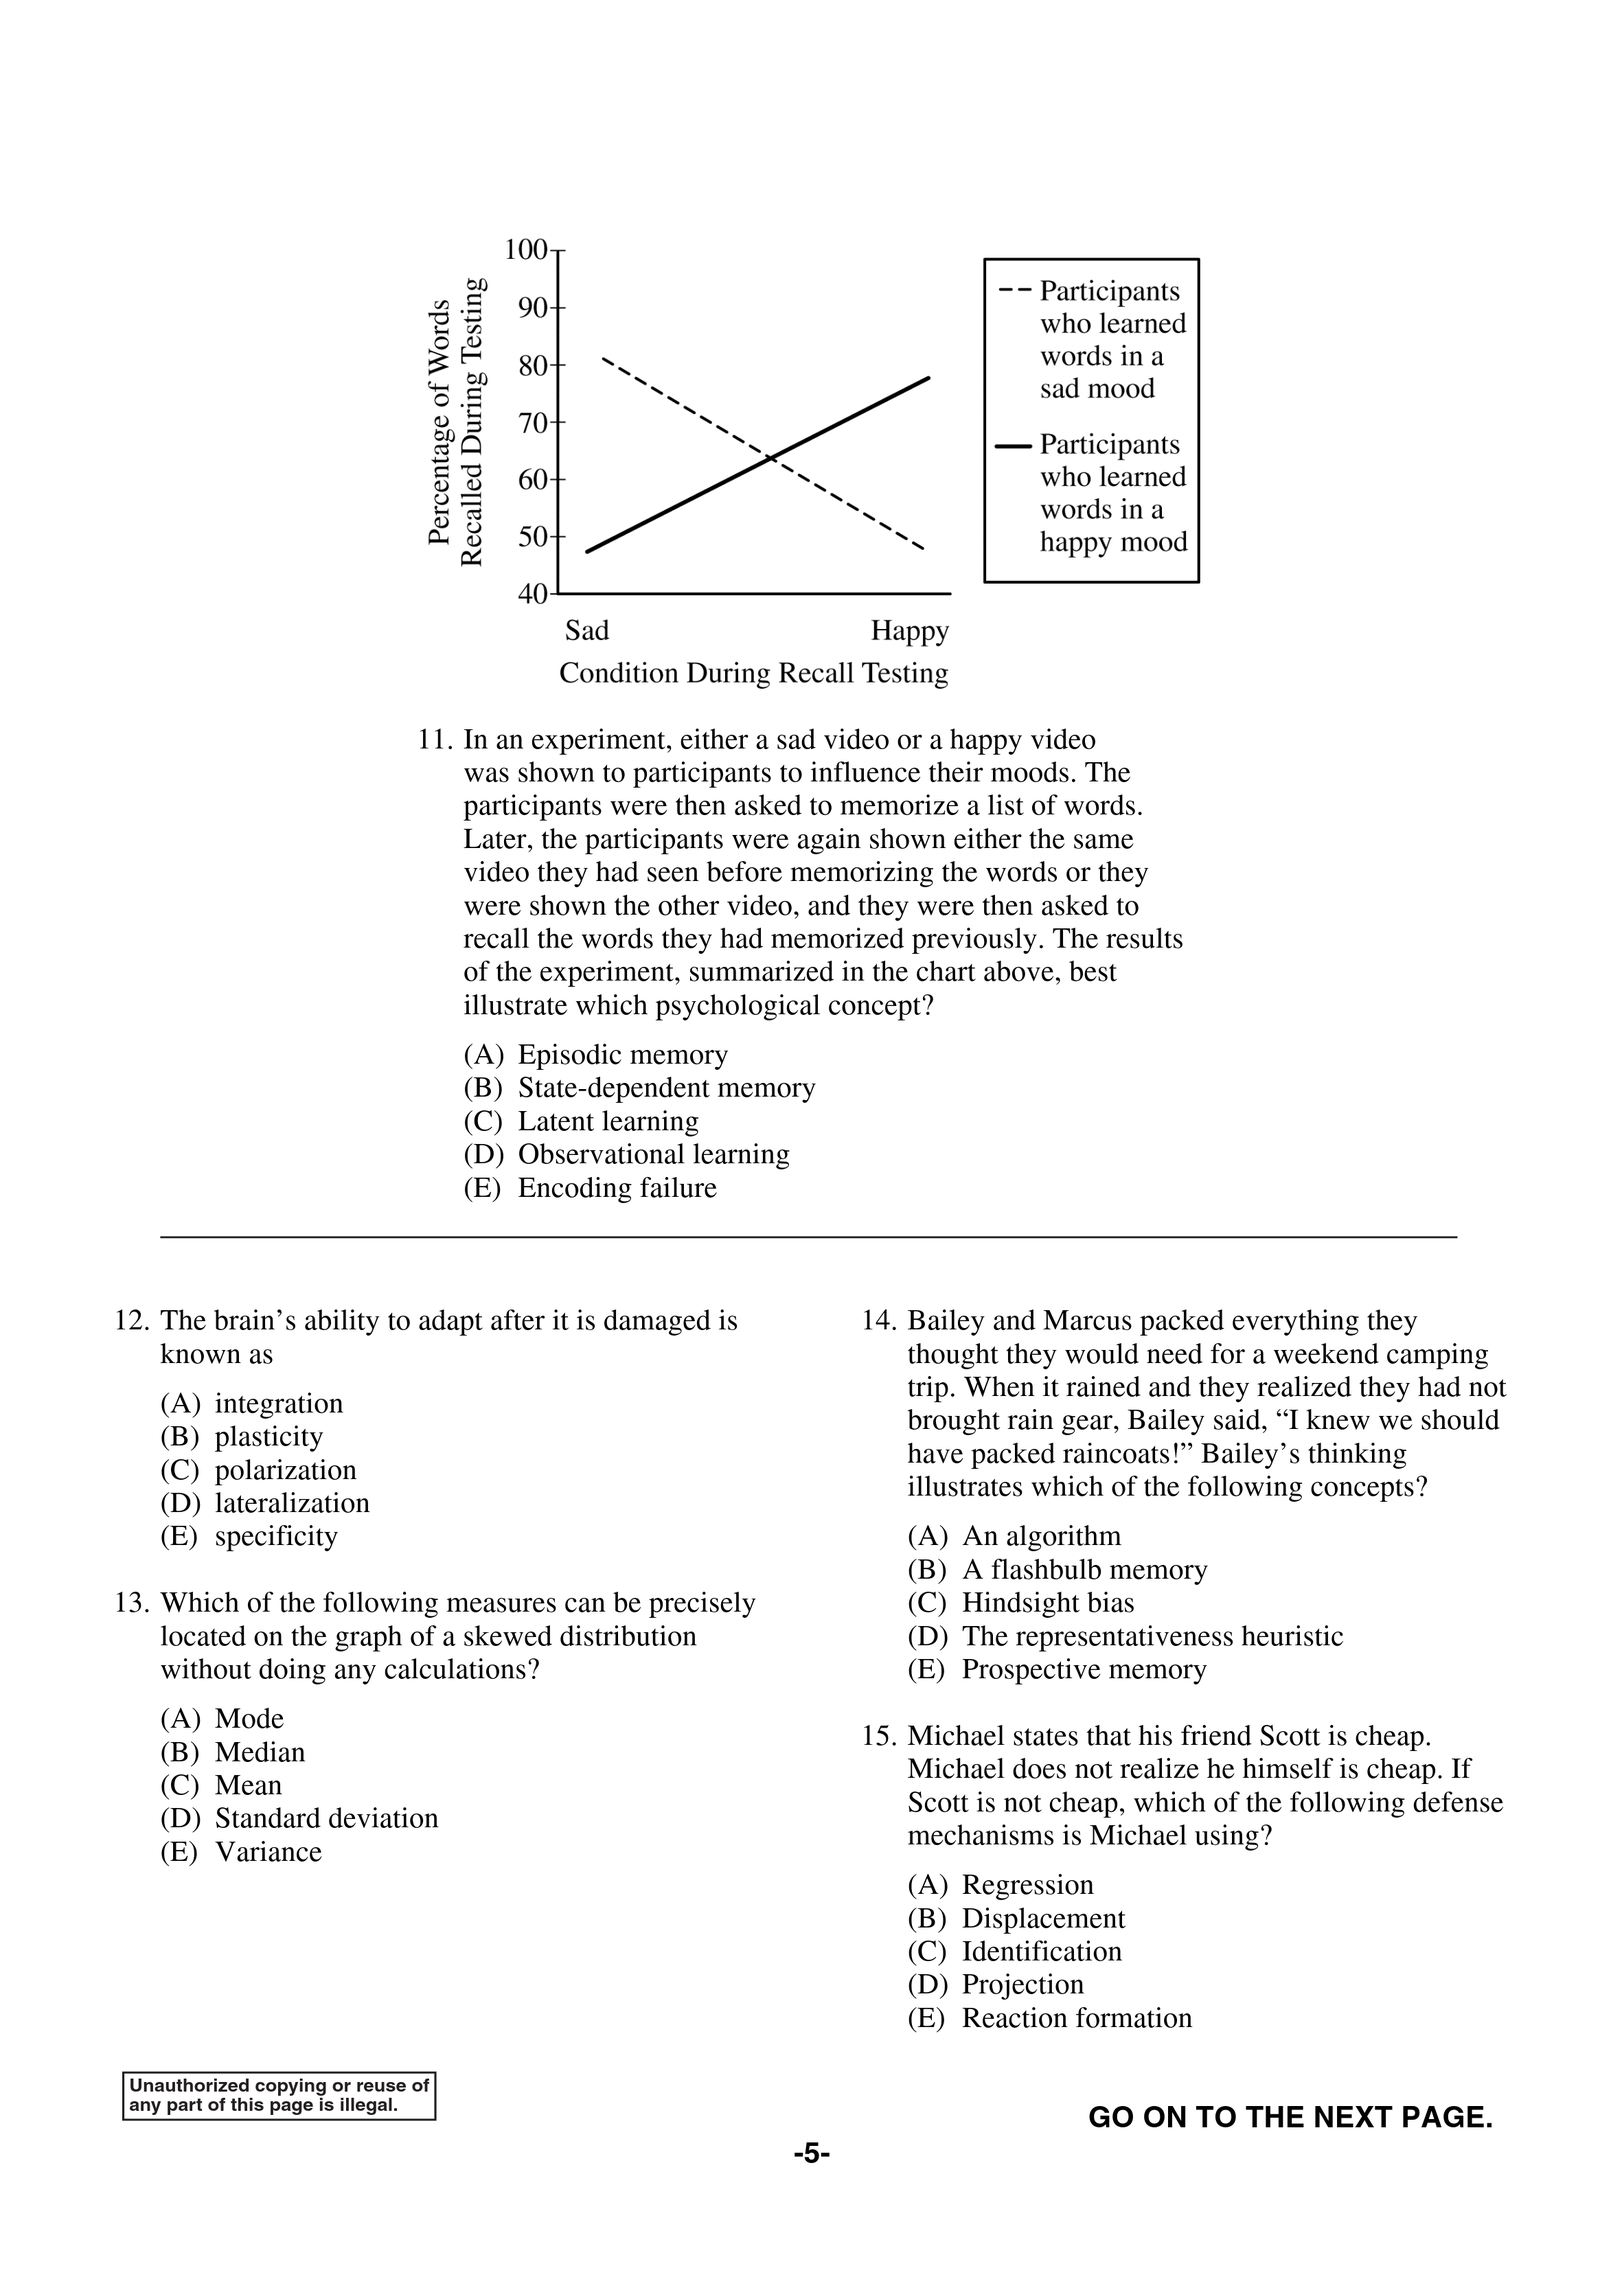 100
90
80
70
60
50
40
Percentage of Words
Recalled During Testing
Sad
Happy
Condition During Recall Testing
Participants
who learned
words in a
sad mood
Participants
who learned
words in a
happy mood
11. In an experiment, either a sad video or a happy video
was shown to participants to influence their moods. The
participants were then asked to memorize a list of words.
Later, the participants were again shown either the same
video they had seen before memorizing the words or they
were shown the other video, and they were then asked to
recall the words they had memorized previously. The results
of the experiment, summarized in the chart above, best
illustrate which psychological concept?
(A) Episodic memory
(B) State-dependent memory
(C) Latent learning
(D) Observational learning
(E) Encoding failure
12. The brain’s ability to adapt after it is damaged is
known as
(A) integration
(B) plasticity
(C) polarization
(D) lateralization
(E) specificity
13. Which of the following measures can be precisely
located on the graph of a skewed distribution
without doing any calculations?
(A) Mode
(B) Median
(C) Mean
(D) Standard deviation
(E) Variance
14. Bailey and Marcus packed everything they
thought they would need for a weekend camping
trip. When it rained and they realized they had not
brought rain gear, Bailey said, “I knew we should
have packed raincoats!” Bailey’s thinking
illustrates which of the following concepts?
(A) An algorithm
(B) A flashbulb memory
(C) Hindsight bias
(D) The representativeness heuristic
(E) Prospective memory
15. Michael states that his friend Scott is cheap.
Michael does not realize he himself is cheap. If
Scott is not cheap, which of the following defense
mechanisms is Michael using?
(A) Regression
(B) Displacement
(C) Identification
(D) Projection
(E) Reaction formation
Unauthorized copying or reuse of
any part of this page is illegal.
GO ON TO THE NEXT PAGE.
-5-